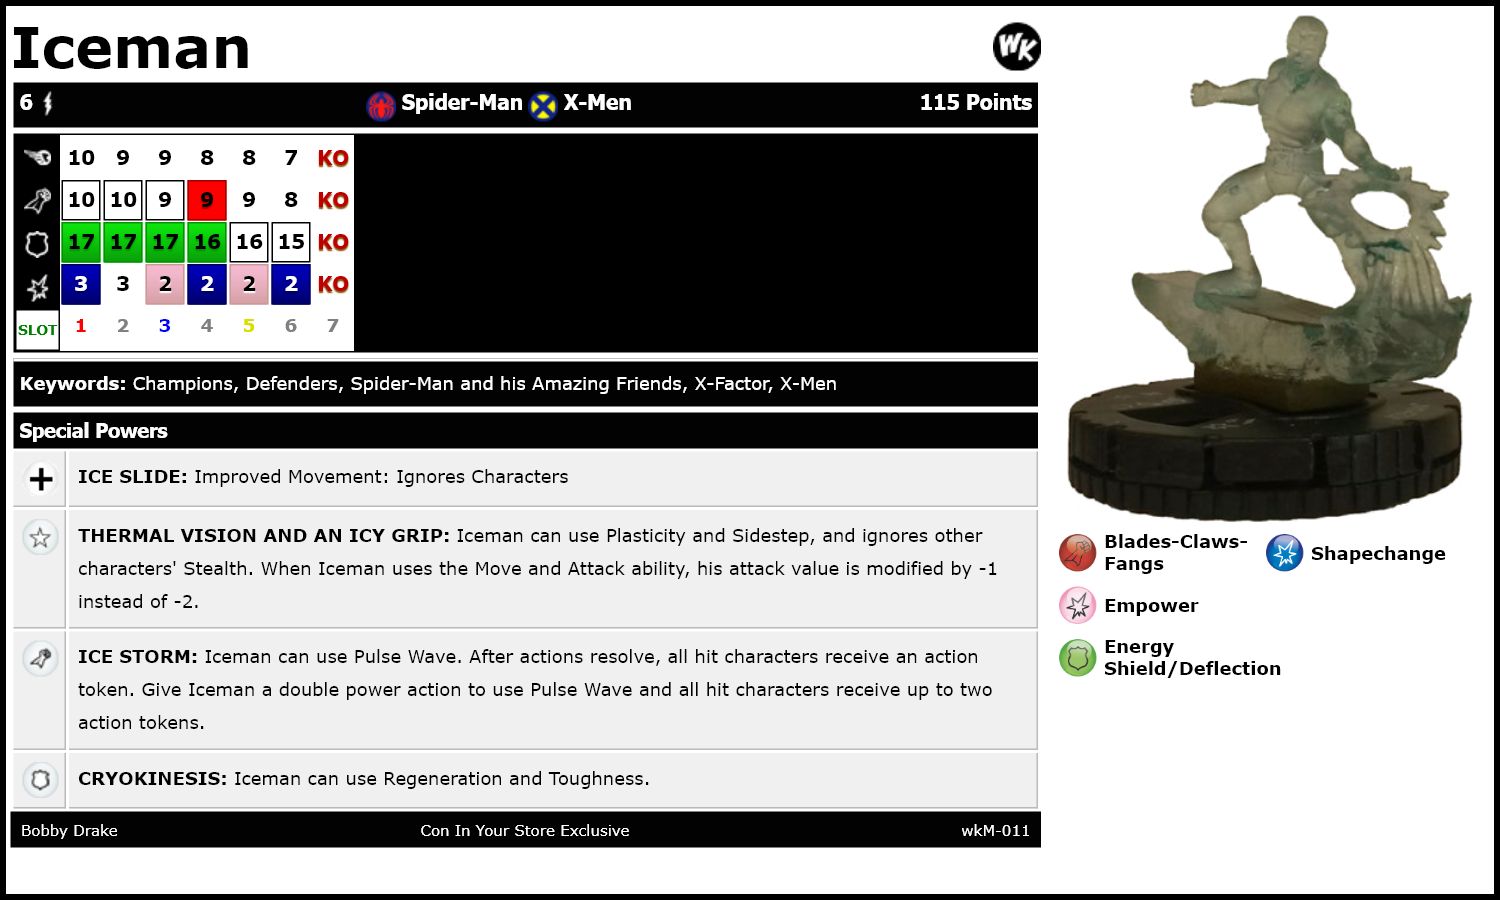 Iceman
WK
6 Spider-Man X-Men 115 Points
10 9 9 8 8 7 KO
10 10 9 9 9 8 KO
17 17 17 16 16 15 KO
3 3 2 2 2 2 KO
SLOT 1 2 3 4 5 6 7
Keywords: Champions, Defenders, Spider-Man and his Amazing Friends, X-Factor, X-Men
Special Powers
ICE SLIDE: Improved Movement: Ignores Characters
THERMAL VISION AND AN ICY GRIP: Iceman can use Plasticity and Sidestep, and ignores other
characters' Stealth. When Iceman uses the Move and Attack ability, his attack value is modified by -1
instead of -2.
ICE STORM: Iceman can use Pulse Wave. After actions resolve, all hit characters receive an action
token. Give Iceman a double power action to use Pulse Wave and all hit characters receive up to two
action tokens.
CRYOKINESIS: Iceman can use Regeneration and Toughness.
Bobby Drake Con In Your Store Exclusive wkM-011
Blades-Claws-
Fangs
Shapechange
Empower
Energy
Shield/Deflection